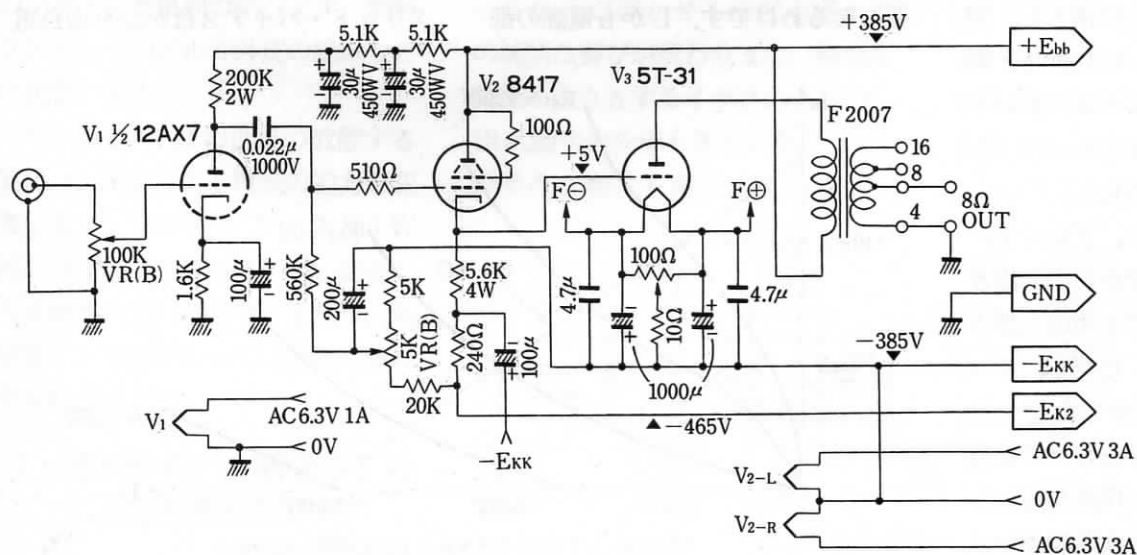 5.1K
5.1K
+385V
+Ebb
200K
2W
30μ
450WV
30μ
450WV
V2 8417
V3 5T-31
F2007
V1 ½ 12AX7
0.022μ
1000V
100Ω
+5V
16
8
4
8Ω
OUT
510Ω
F⊖
F⊕
100K
VR(B)
1.6K
100μ
560K
200μ
5K
5K
VR(B)
20K
5.6K
4W
240Ω
100μ
4.7μ
100Ω
10Ω
4.7μ
1000μ
GND
−385V
−EKK
−EK2
−465V
−EKK
V1
AC6.3V 1A
0V
V2-L
AC6.3V 3A
0V
V2-R
AC6.3V 3A